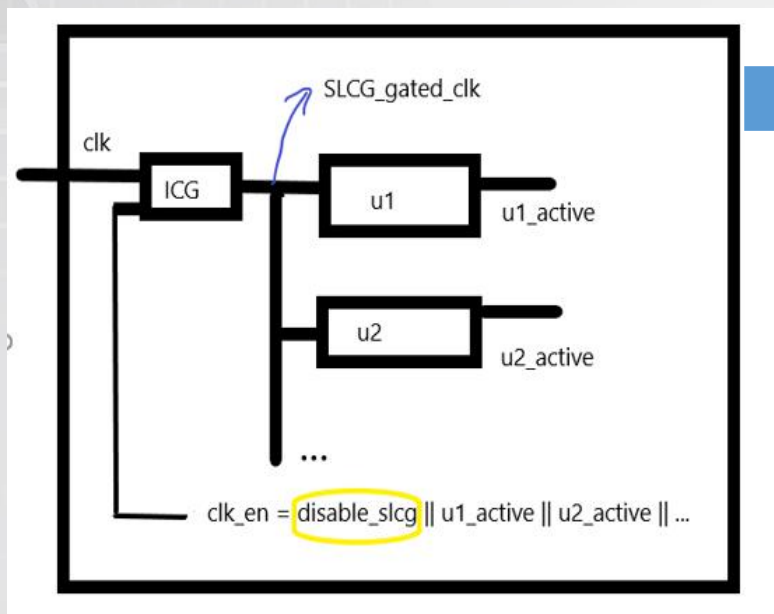 SLCG_gated_clk
clk
ICG
u1
u1_active
u2
u2_active
...
clk_en = disable_slcg || u1_active || u2_active || ...